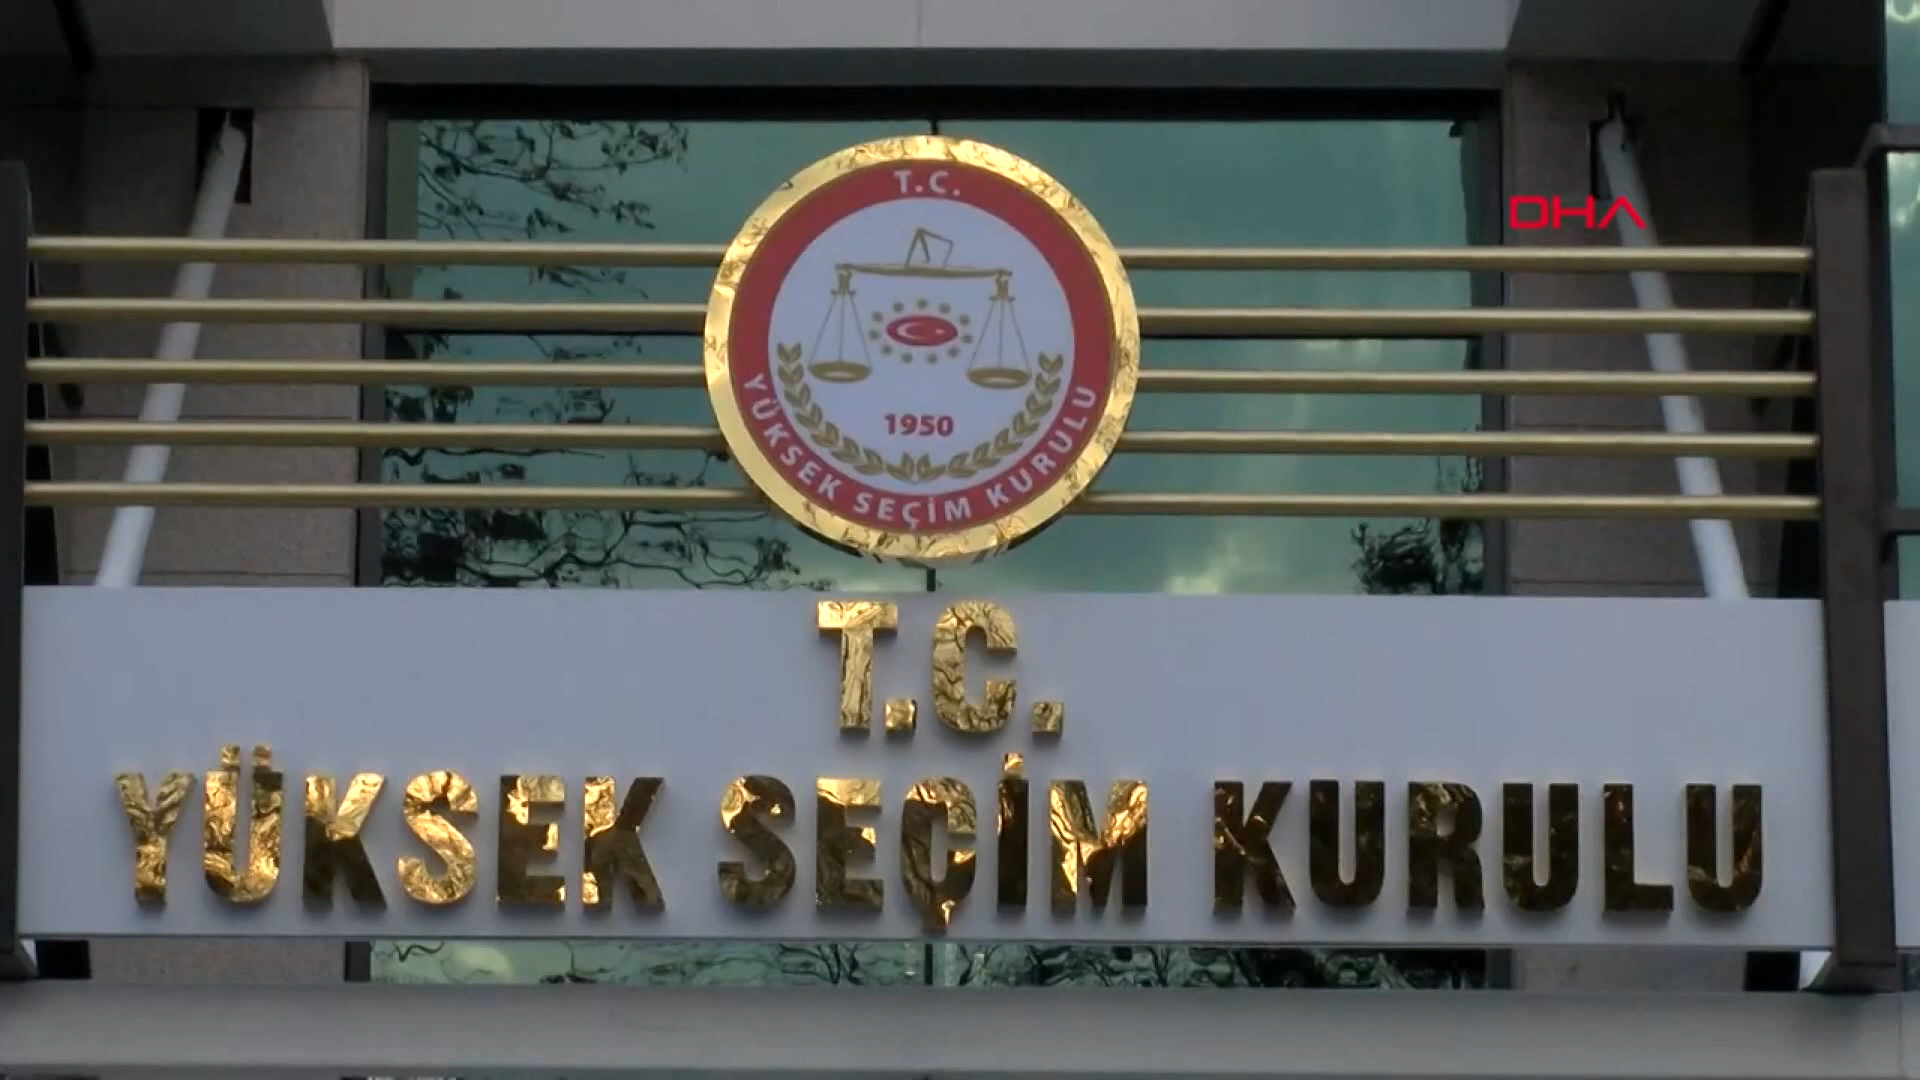 T.C.
YÜKSEK SEÇİM KURULU
1950
DHA
T.C.
YÜKSEK SEÇİM KURULU